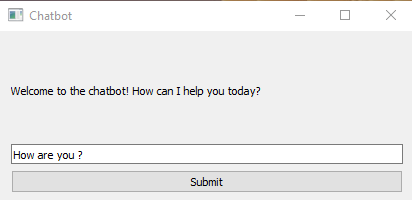 Chatbot
Welcome to the chatbot! How can I help you today?
How are you ?
Submit